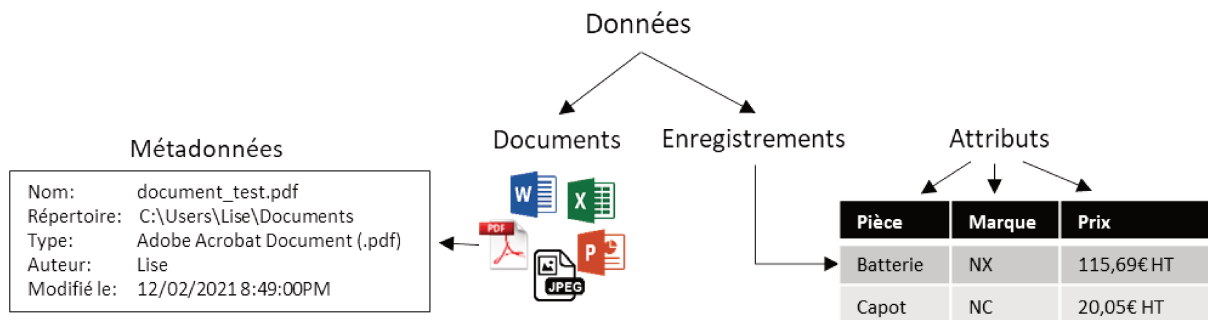 Données
Documents
Enregistrements
Attributs
Métadonnées
Nom: document_test.pdf
Répertoire: C:\Users\Lise\Documents
Type: Adobe Acrobat Document (.pdf)
Auteur: Lise
Modifié le: 12/02/2021 8:49:00PM
W
X
PDF
P
JPEG
Pièce Marque Prix
Batterie NX 115,69€ HT
Capot NC 20,05€ HT